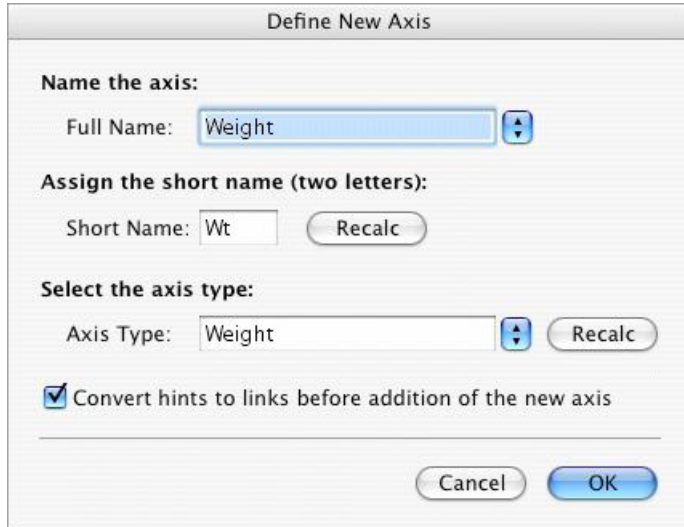 Define New Axis
Name the axis:
Full Name: Weight
Assign the short name (two letters):
Short Name: Wt Recalc
Select the axis type:
Axis Type: Weight Recalc
Convert hints to links before addition of the new axis
Cancel OK